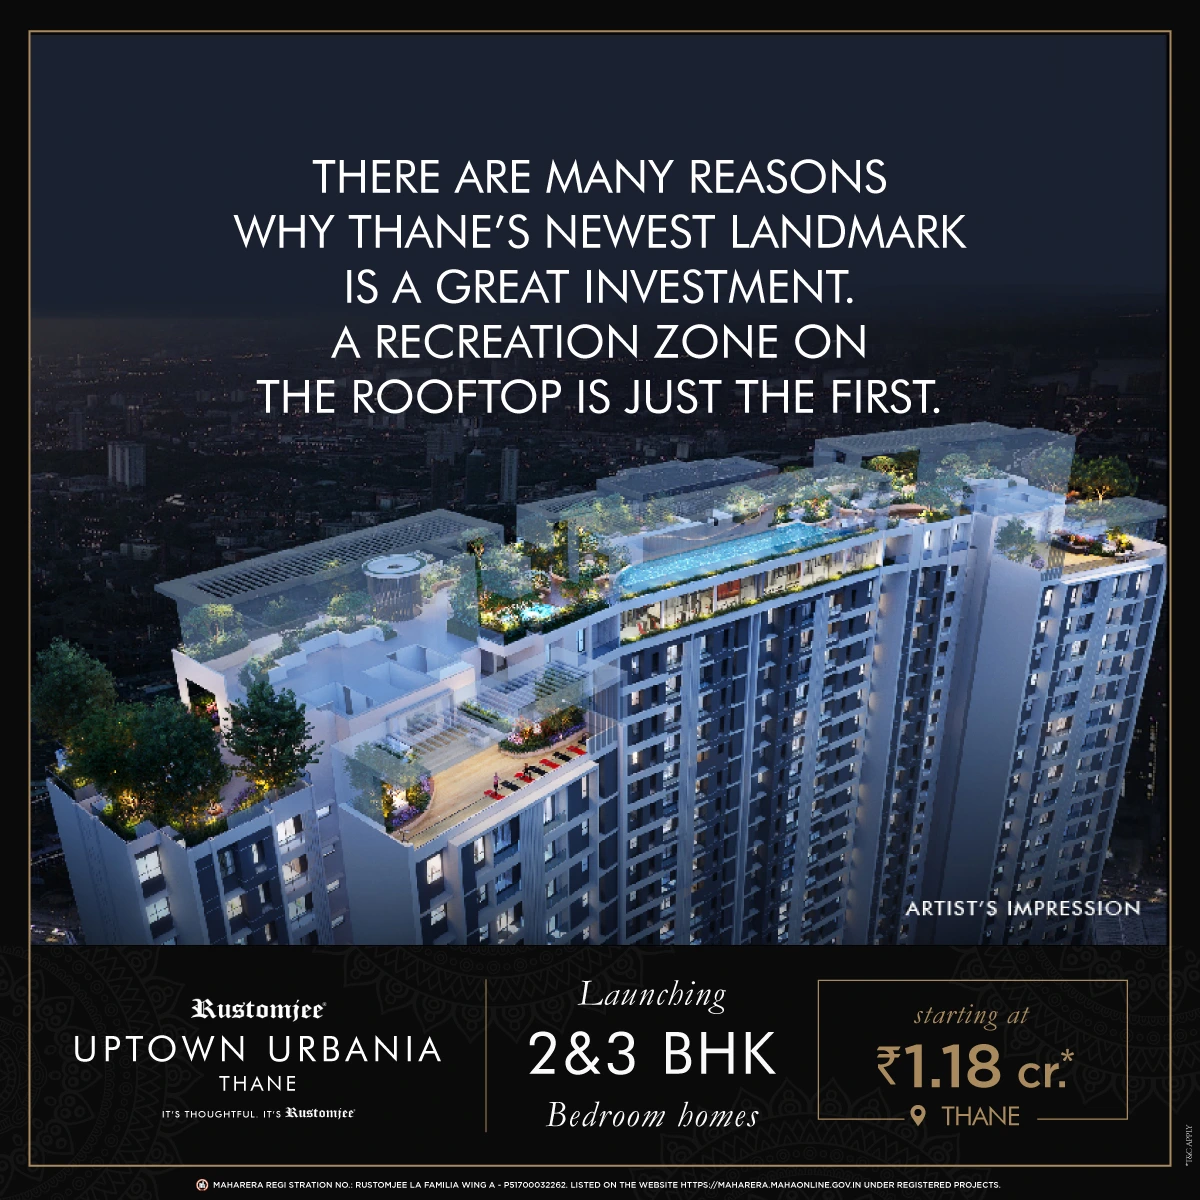 THERE ARE MANY REASONS
WHY THANE'S NEWEST LANDMARK
IS A GREAT INVESTMENT.
A RECREATION ZONE ON
THE ROOFTOP IS JUST THE FIRST.
ARTIST'S IMPRESSION
Rustomjee®
UPTOWN URBANIA
THANE
IT'S THOUGHTFUL. IT'S Rustomjee®
Launching
2&3 BHK
Bedroom homes
starting at
₹1.18 cr.*
THANE
*T&C APPLY
MAHARERA REGI STRATION NO.: RUSTOMJEE LA FAMILIA WING A - P51700032262. LISTED ON THE WEBSITE HTTPS://MAHARERA.MAHAONLINE.GOV.IN UNDER REGISTERED PROJECTS.